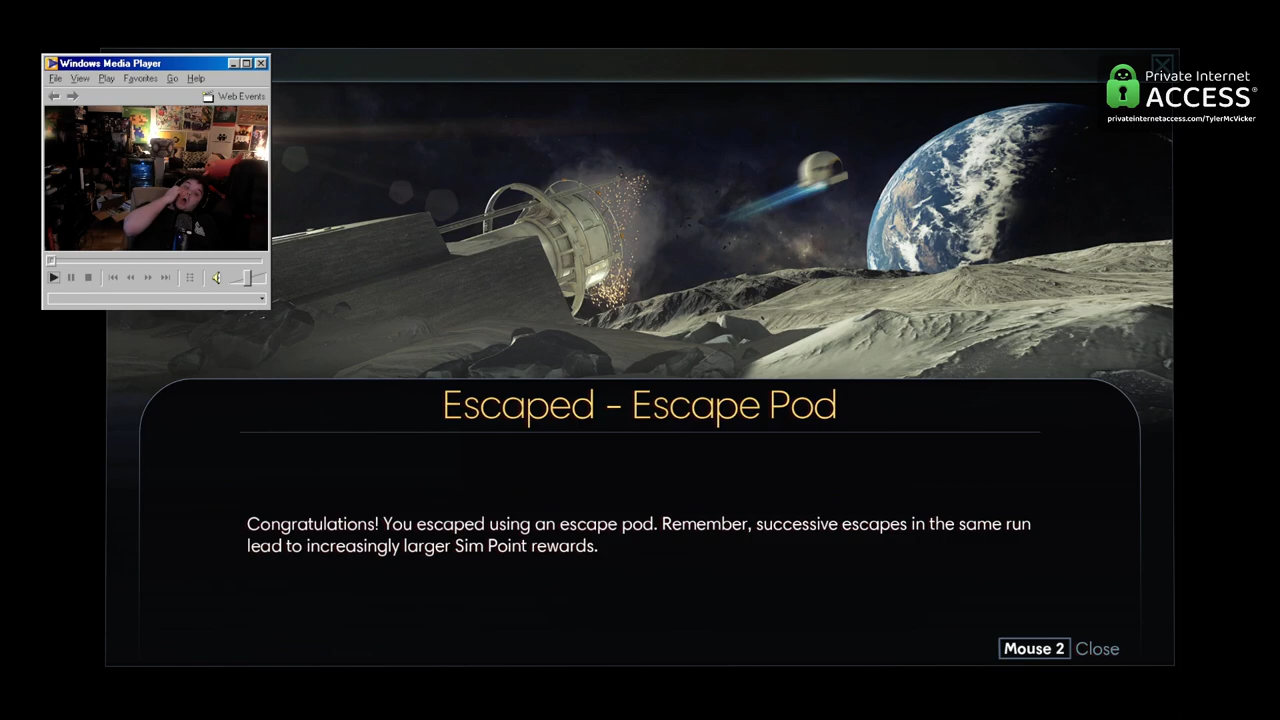 Windows Media Player
File View Play Favorites Go Help
Web Events
Private Internet
ACCESS®
privateinternetaccess.com/TylerMcVicker
Escaped - Escape Pod
Congratulations! You escaped using an escape pod. Remember, successive escapes in the same run
lead to increasingly larger Sim Point rewards.
Mouse 2 Close